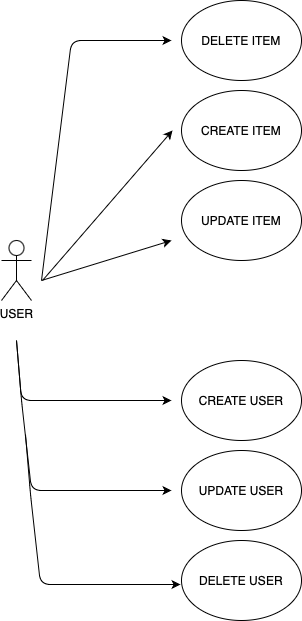 DELETE ITEM
CREATE ITEM
UPDATE ITEM
USER
CREATE USER
UPDATE USER
DELETE USER